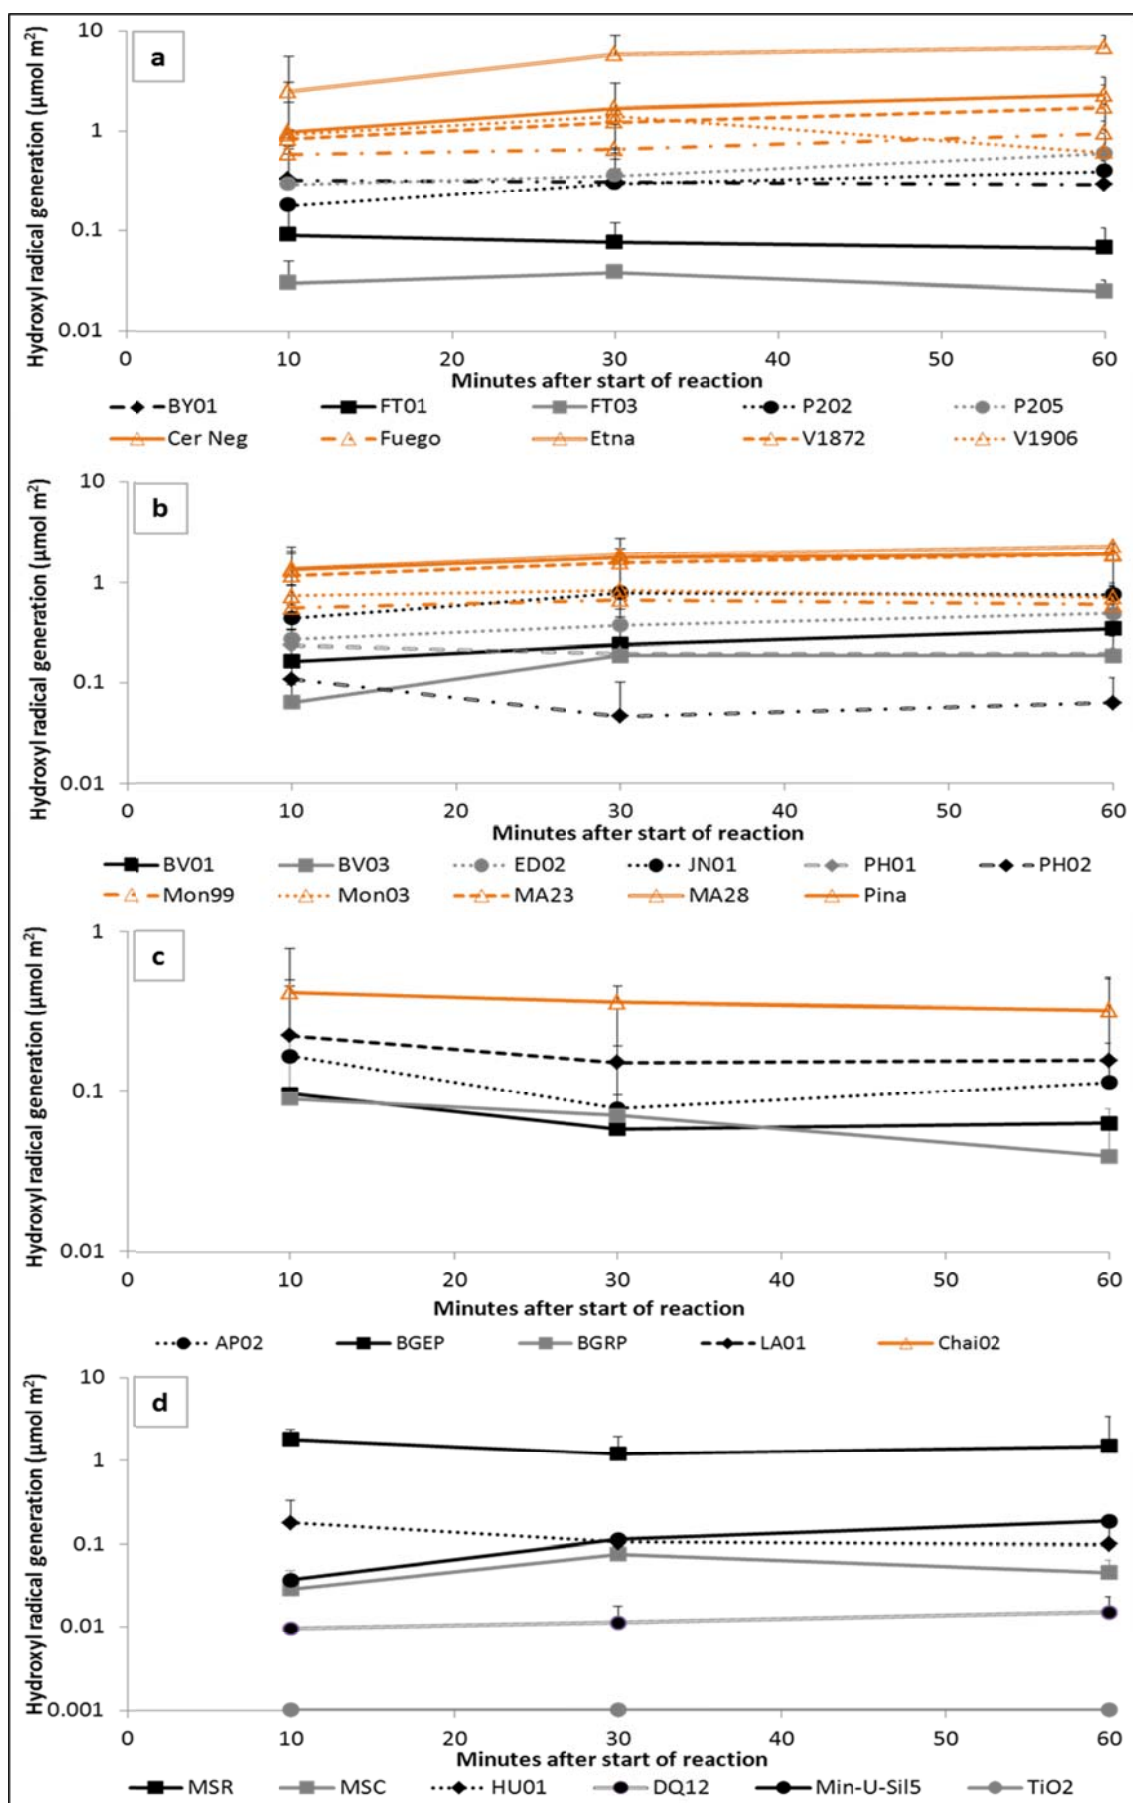 a
Hydroxyl radical generation (µmol m²)
10
1
0.1
0.01
0 10 20 30 40 50 60
Minutes after start of reaction
BY01 FT01 FT03 P202 P205
Cer Neg Fuego Etna V1872 V1906
b
Hydroxyl radical generation (µmol m²)
10
1
0.1
0.01
0 10 20 30 40 50 60
Minutes after start of reaction
BV01 BV03 ED02 JN01 PH01 PH02
Mon99 Mon03 MA23 MA28 Pina
c
Hydroxyl radical generation (µmol m²)
1
0.1
0.01
0 10 20 30 40 50 60
Minutes after start of reaction
AP02 BGEP BGRP LA01 Chai02
d
Hydroxyl radical generation (µmol m²)
10
1
0.1
0.01
0.001
0 10 20 30 40 50 60
Minutes after start of reaction
MSR MSC HU01 DQ12 Min-U-Sil5 TiO2